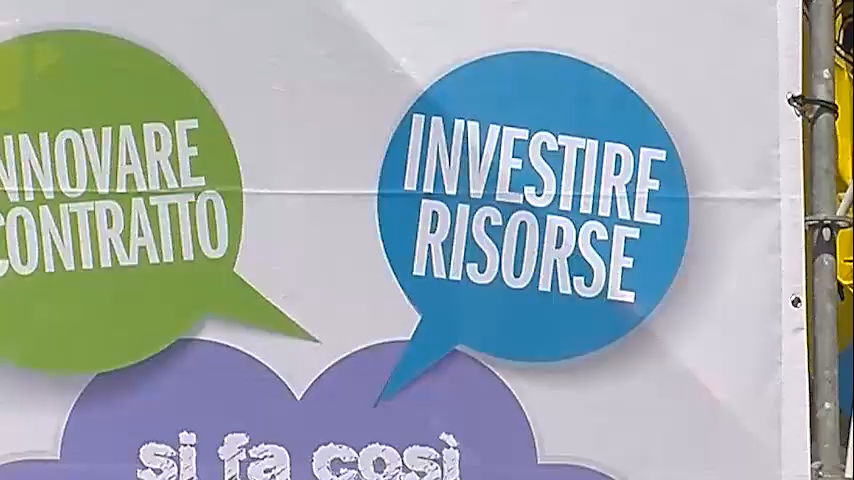 NNOVARE
CONTRATTO
INVESTIRE
RISORSE
si fa così